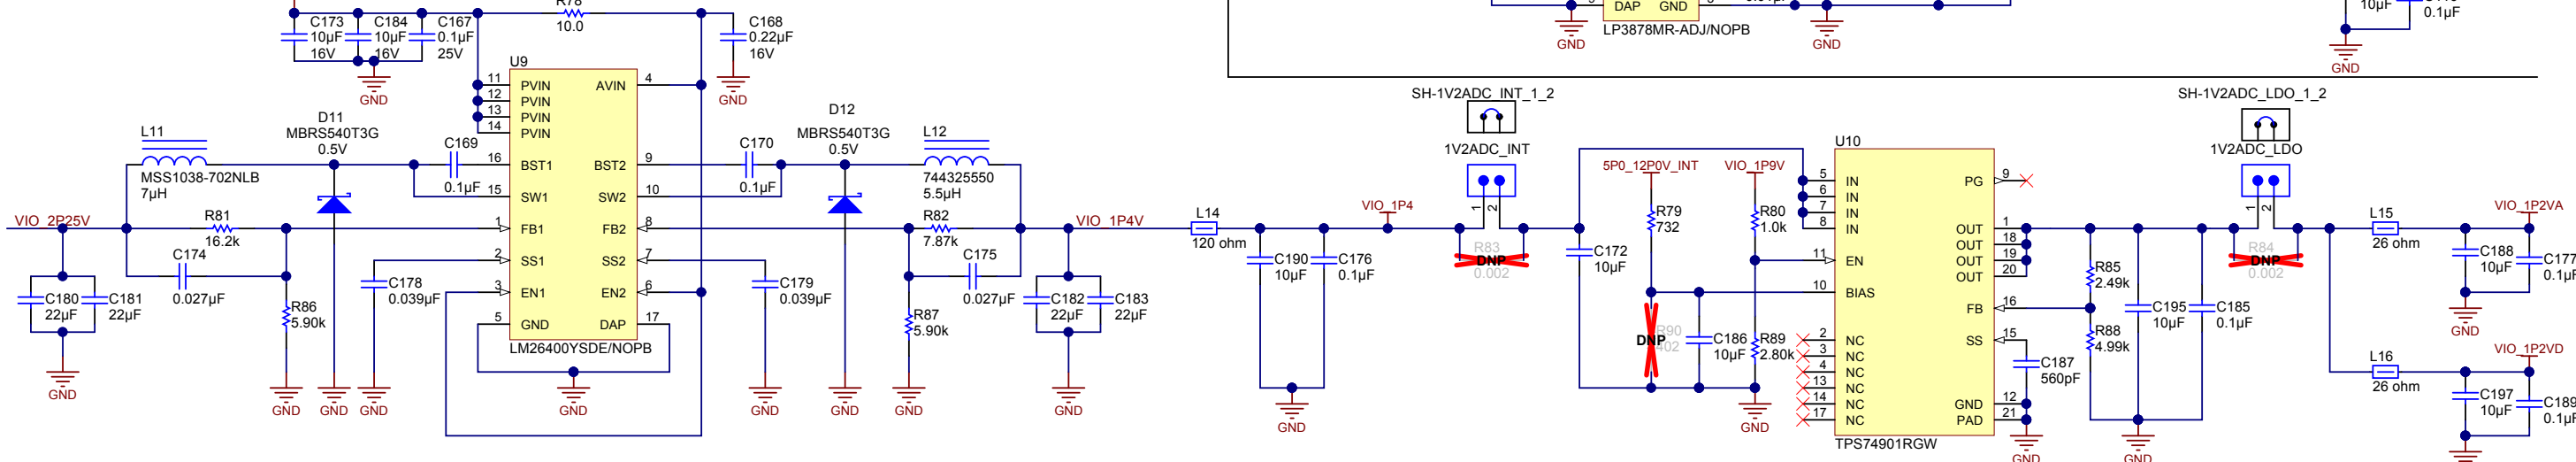 R78
10.0
C173
10µF
16V
C184
10µF
16V
C167
0.1µF
25V
GND
C168
0.22µF
16V
GND
U9
11
PVIN
12
PVIN
13
PVIN
14
PVIN
16
BST1
15
SW1
1
FB1
2
SS1
3
EN1
5
GND
4
AVIN
9
BST2
10
SW2
8
FB2
7
SS2
6
EN2
17
DAP
LM26400YSDE/NOPB
L11
MSS1038-702NLB
7µH
D11
MBRS540T3G
0.5V
C169
0.1µF
VIO_2P25V
R81
16.2k
C174
0.027µF
C180
22µF
C181
22µF
GND
R86
5.90k
GND
GND
C178
0.039µF
GND
GND
C170
0.1µF
D12
MBRS540T3G
0.5V
L12
744325550
5.5µH
R82
7.87k
C175
0.027µF
C179
0.039µF
GND
GND
R87
5.90k
GND
VIO_1P4V
C182
22µF
C183
22µF
GND
DAP
GND
LP3878MR-ADJ/NOPB
GND
GND
10µF
0.1µF
GND
L14
120 ohm
C190
10µF
C176
0.1µF
GND
VIO_1P4
SH-1V2ADC_INT_1_2
1V2ADC_INT
1
2
R83
DNP
0.002
C172
10µF
5P0_12P0V_INT
R79
732
VIO_1P9V
R80
1.0k
R90
DNP
402
C186
10µF
R89
2.80k
GND
U10
5
IN
6
IN
7
IN
8
IN
11
EN
10
BIAS
2
NC
3
NC
4
NC
13
NC
14
NC
17
NC
PG
9
OUT
1
OUT
18
OUT
19
OUT
20
FB
16
SS
15
GND
12
PAD
21
TPS74901RGW
C187
560pF
GND
R85
2.49k
R88
4.99k
C195
10µF
C185
0.1µF
GND
SH-1V2ADC_LDO_1_2
1V2ADC_LDO
1
2
R84
DNP
0.002
L15
26 ohm
VIO_1P2VA
C188
10µF
C177
0.1µF
GND
L16
26 ohm
VIO_1P2VD
C197
10µF
C189
0.1µF